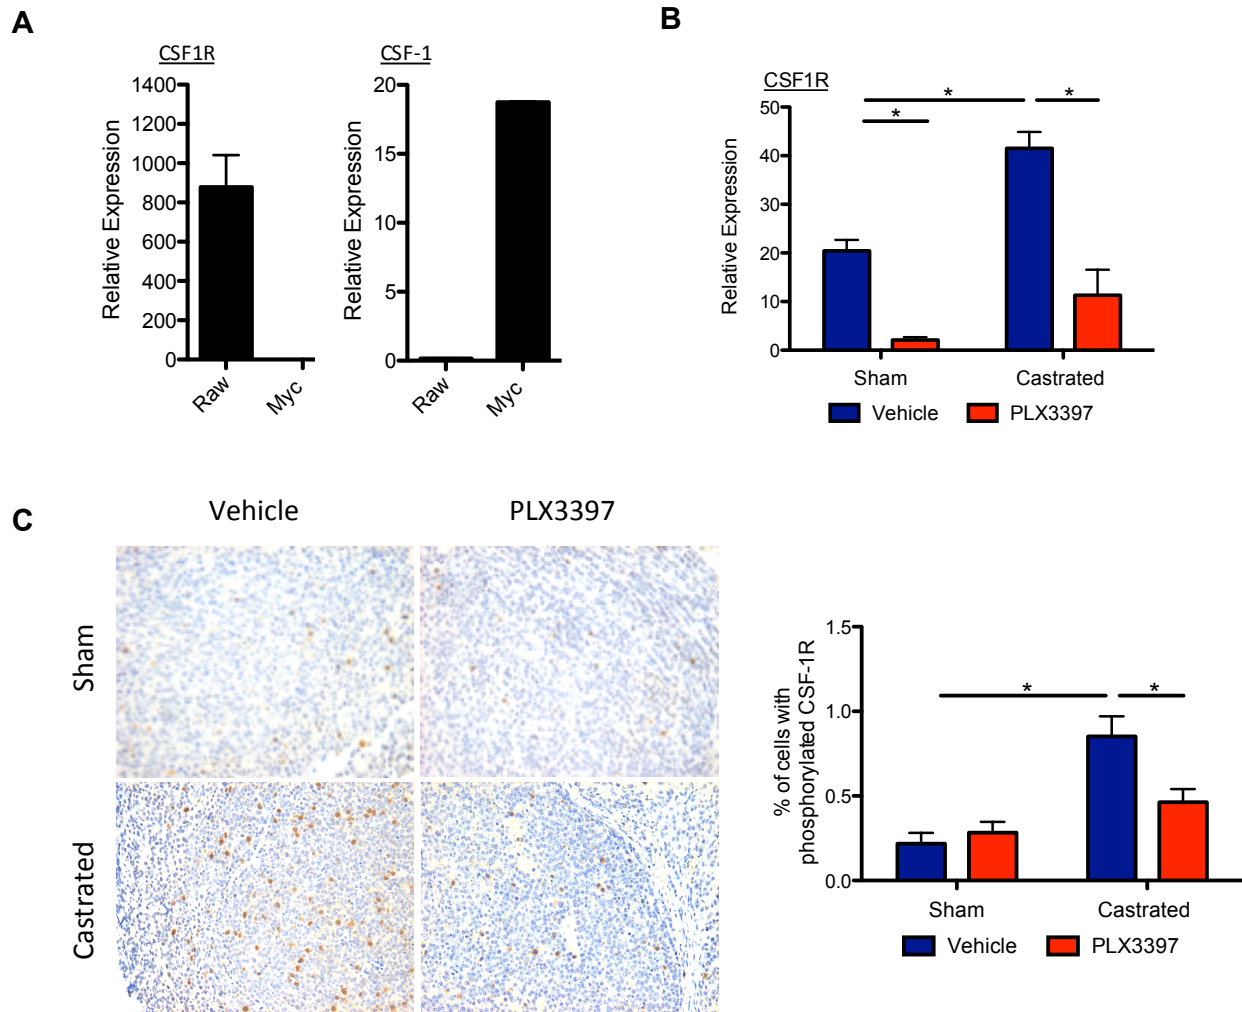 A
CSF1R
Relative Expression
1400
1200
1000
800
600
400
200
0
Raw
Myc
CSF-1
Relative Expression
20
15
10
5
0
Raw
Myc
B
CSF1R
Relative Expression
50
40
30
20
10
0
*
*
*
Sham
Castrated
Vehicle
PLX3397
C
Vehicle
PLX3397
Sham
Castrated
% of cells with
phosphorylated CSF-1R
1.5
1.0
0.5
0.0
*
*
Sham
Castrated
Vehicle
PLX3397